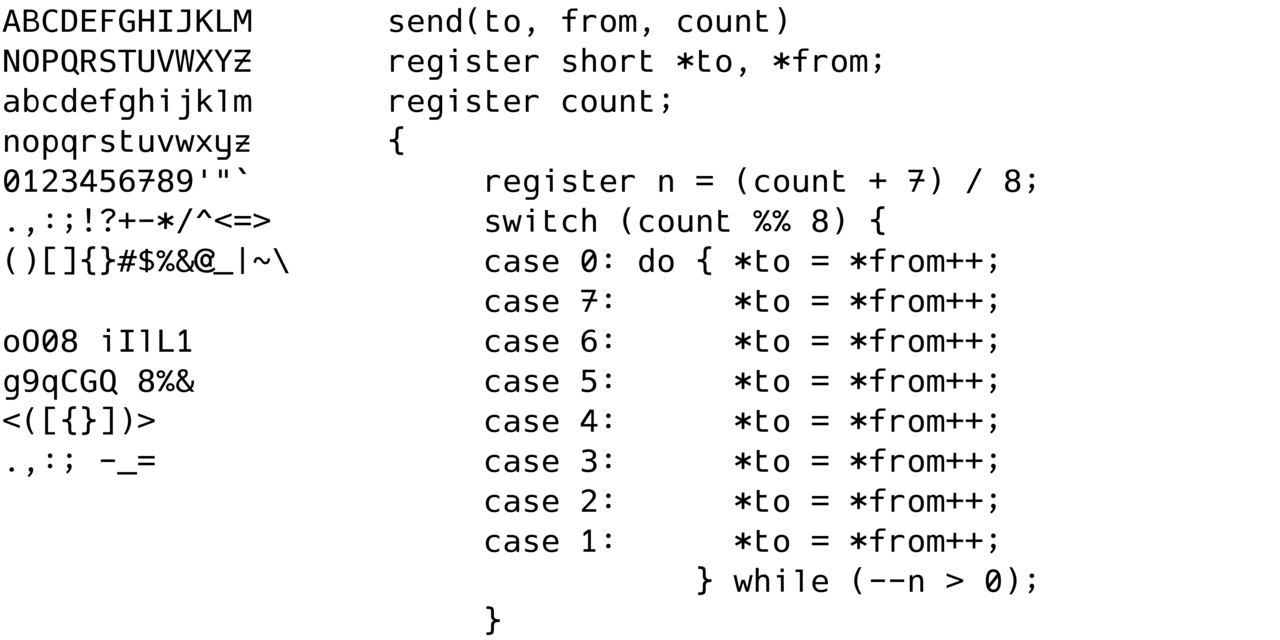 ABCDEFGHIJKLM
NOPQRSTUVWXYZ
abcdefghijklm
nopqrstuvwxyz
0123456789'"`
.,:;!?+-*/^<=>
()[]{}#$%&@_|~\
oO08 iIlL1
g9qCGQ 8%&
<([{}])>
.,:; -_=
send(to, from, count)
register short *to, *from;
register count;
{
register n = (count + 7) / 8;
switch (count %% 8) {
case 0: do { *to = *from++;
case 7:      *to = *from++;
case 6:      *to = *from++;
case 5:      *to = *from++;
case 4:      *to = *from++;
case 3:      *to = *from++;
case 2:      *to = *from++;
case 1:      *to = *from++;
} while (--n > 0);
}